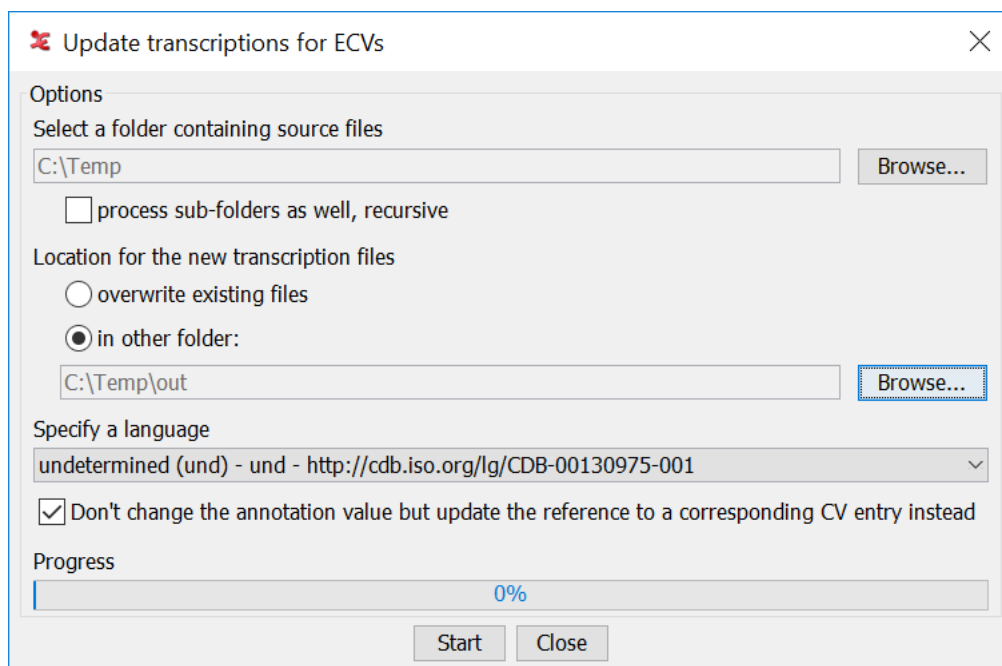 Update transcriptions for ECVs
Options
Select a folder containing source files
C:\Temp
Browse...
process sub-folders as well, recursive
Location for the new transcription files
overwrite existing files
in other folder:
C:\Temp\out
Browse...
Specify a language
undetermined (und) - und - http://cdb.iso.org/lg/CDB-00130975-001
Don't change the annotation value but update the reference to a corresponding CV entry instead
Progress
0%
Start
Close